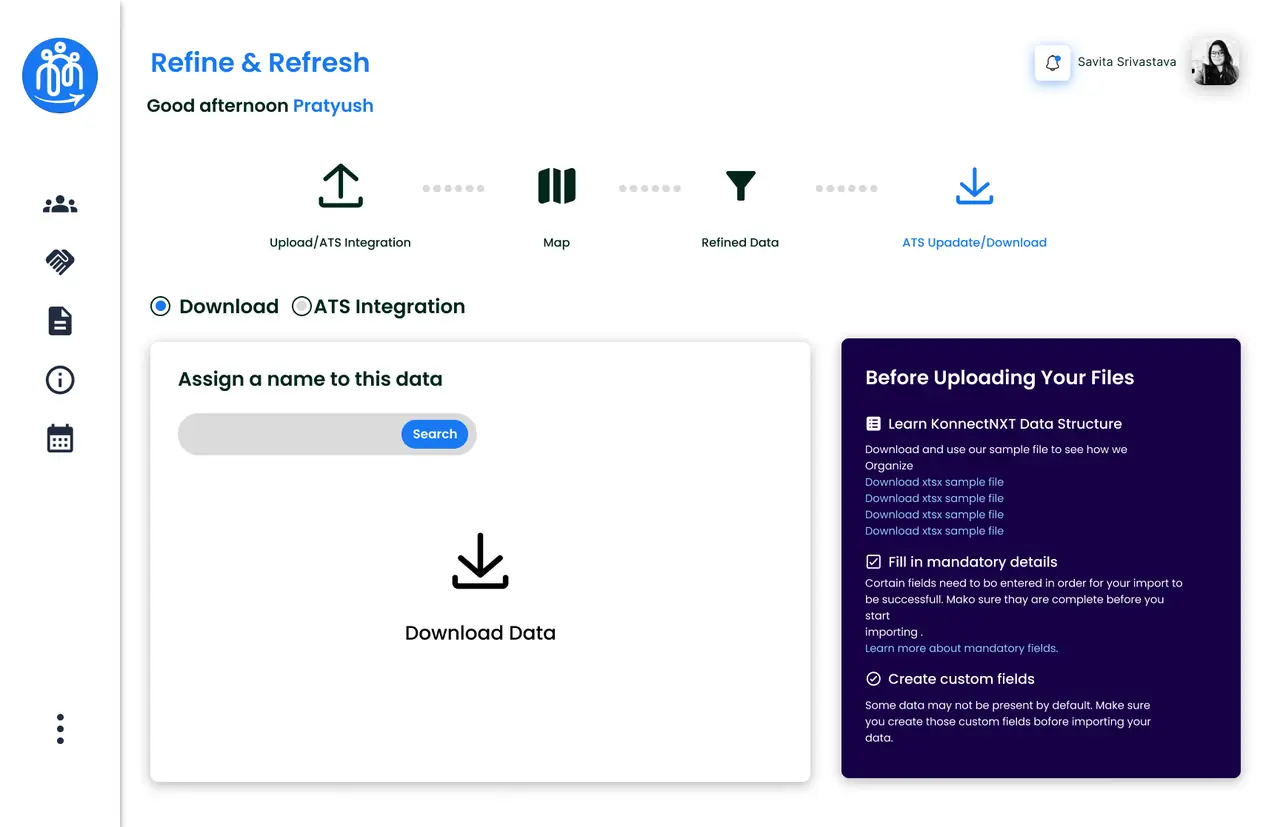 Refine & Refresh
Savita Srivastava
Good afternoon Pratyush
Upload/ATS Integration
Map
Refined Data
ATS Upadate/Download
Download
ATS Integration
Assign a name to this data
Search
Download Data
Before Uploading Your Files
Learn KonnectNXT Data Structure
Download and use our sample file to see how we
Organize
Download xtsx sample file
Download xtsx sample file
Download xtsx sample file
Download xtsx sample file
Fill in mandatory details
Cortain fields need to bo entered in order for your import to
be successfull. Mako sure thay are complete before you
start
importing .
Learn more about mandatory fields.
Create custom fields
Some data may not be present by default. Make sure
you create those custom fields bofore importing your
data.